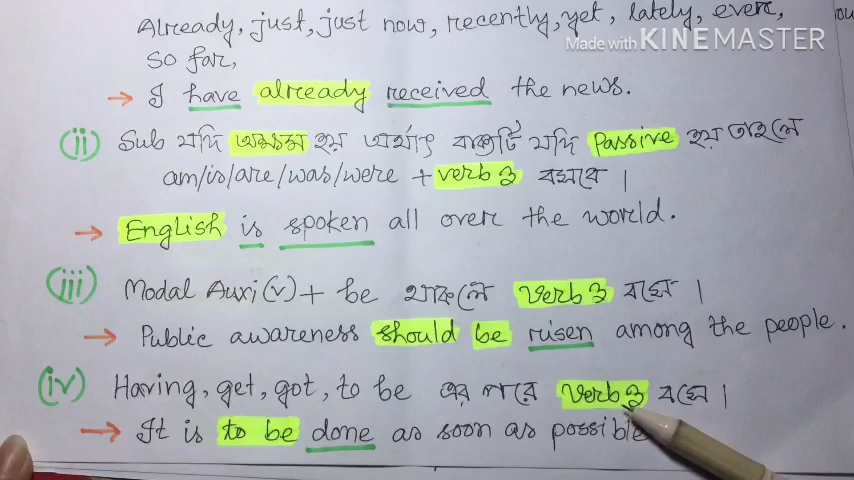 Already, just, just now, recently, yet, lately, ever,
Made with KINEMASTER
so far,
→ I have already received the news.
(ii) Sub যদি অক্ষম হয় অর্থাৎ বাক্যটি যদি Passive হয় তাহলে
am/is/are/was/were + verb 3 বসবে।
→ English is spoken all over the world.
(iii) Modal Auxi(v) + be থাকলে Verb 3 বসে।
→ Public awareness should be risen among the people.
(iv) Having, get, got, to be এর পরে Verb 3 বসে।
→ It is to be done as soon as possible